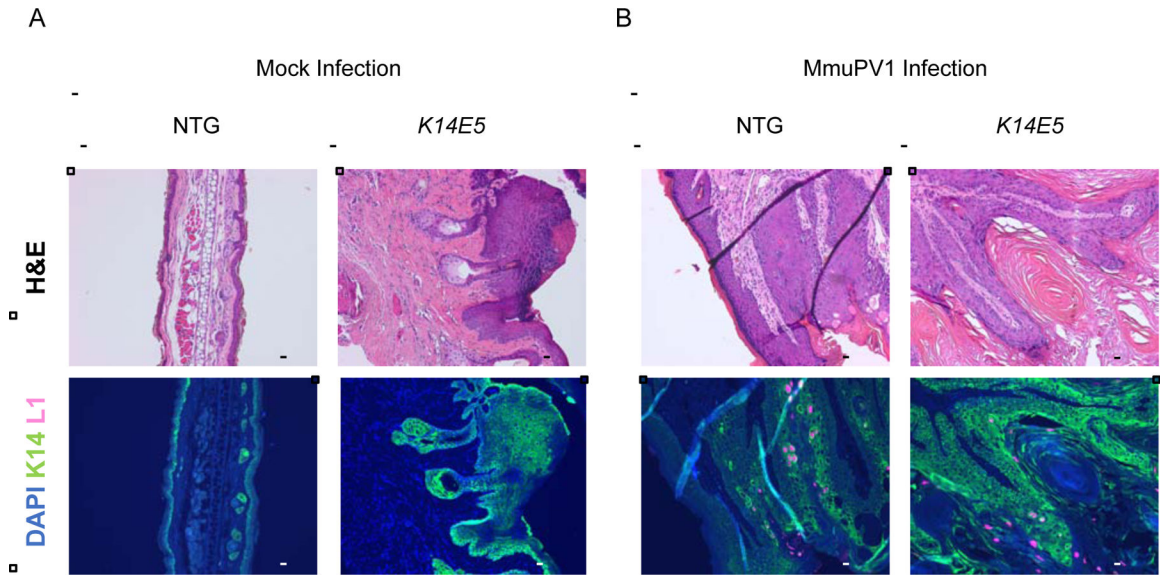 A
B
Mock Infection
MmuPV1 Infection
NTG
K14E5
NTG
K14E5
H&E
DAPI K14 L1